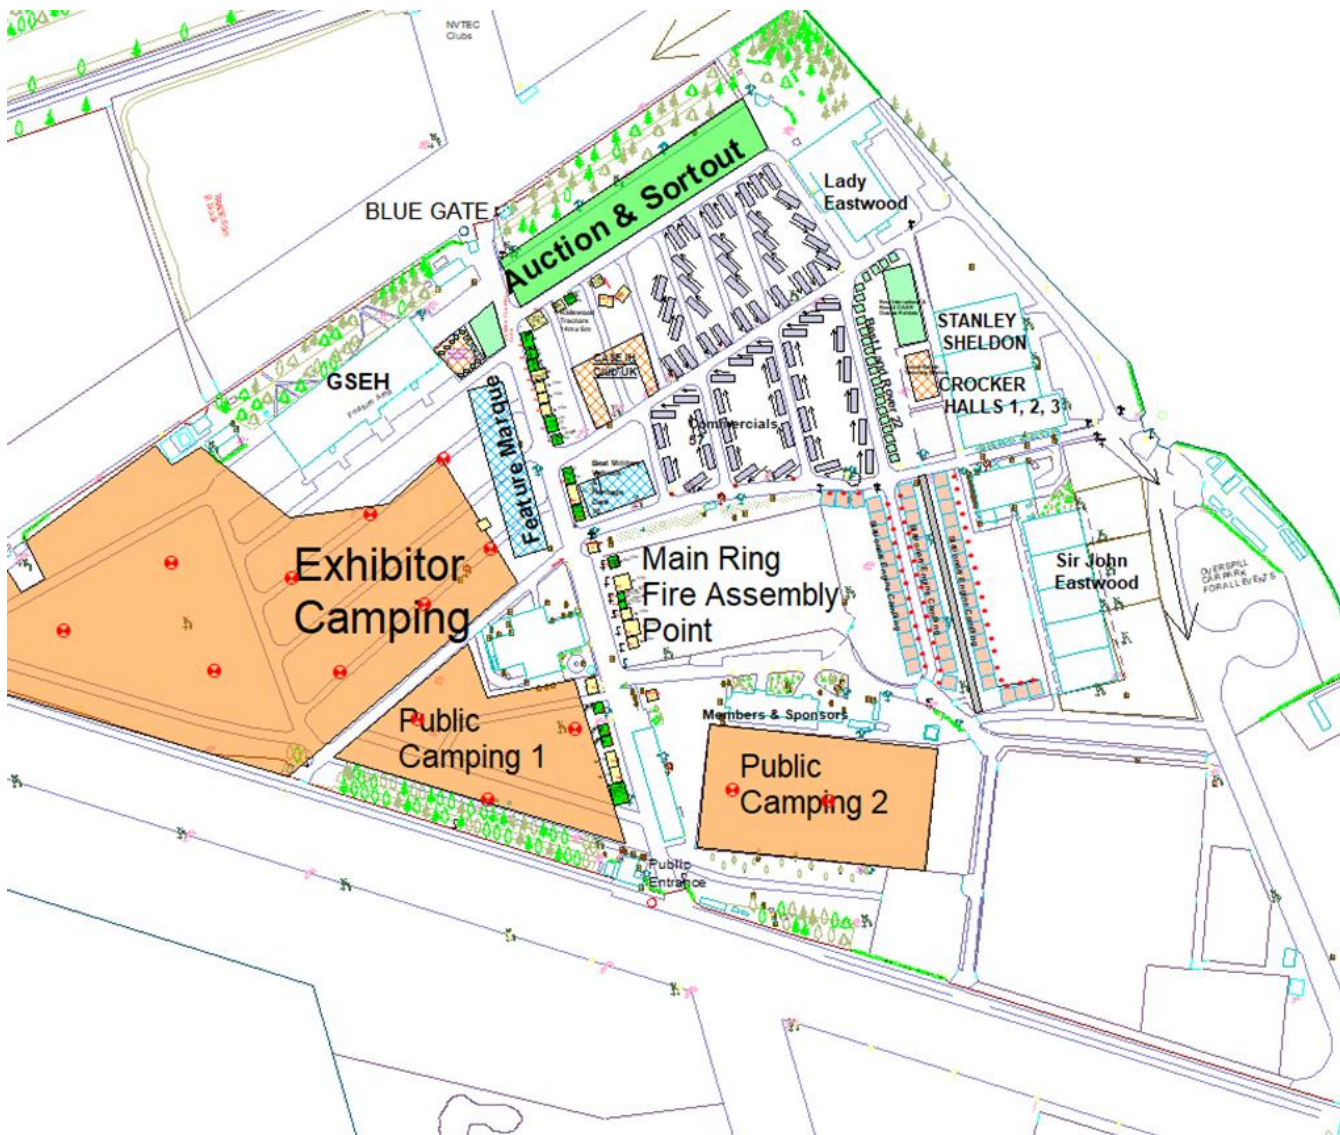 NVTEC
Clubs
BLUE GATE
Auction & Sortout
Lady
Eastwood
GSEH
CASE IH
Club UK
Feature Marque
STANLEY
SHELDON
CROCKER
HALLS 1, 2, 3
Commercials
57
Exhibitor
Camping
Main Ring
Fire Assembly
Point
Sir John
Eastwood
OVERSPILL
CAR PARK
FOR ALL EVENTS
Public
Camping 1
Members & Sponsors
Public
Camping 2
Public
Entrance